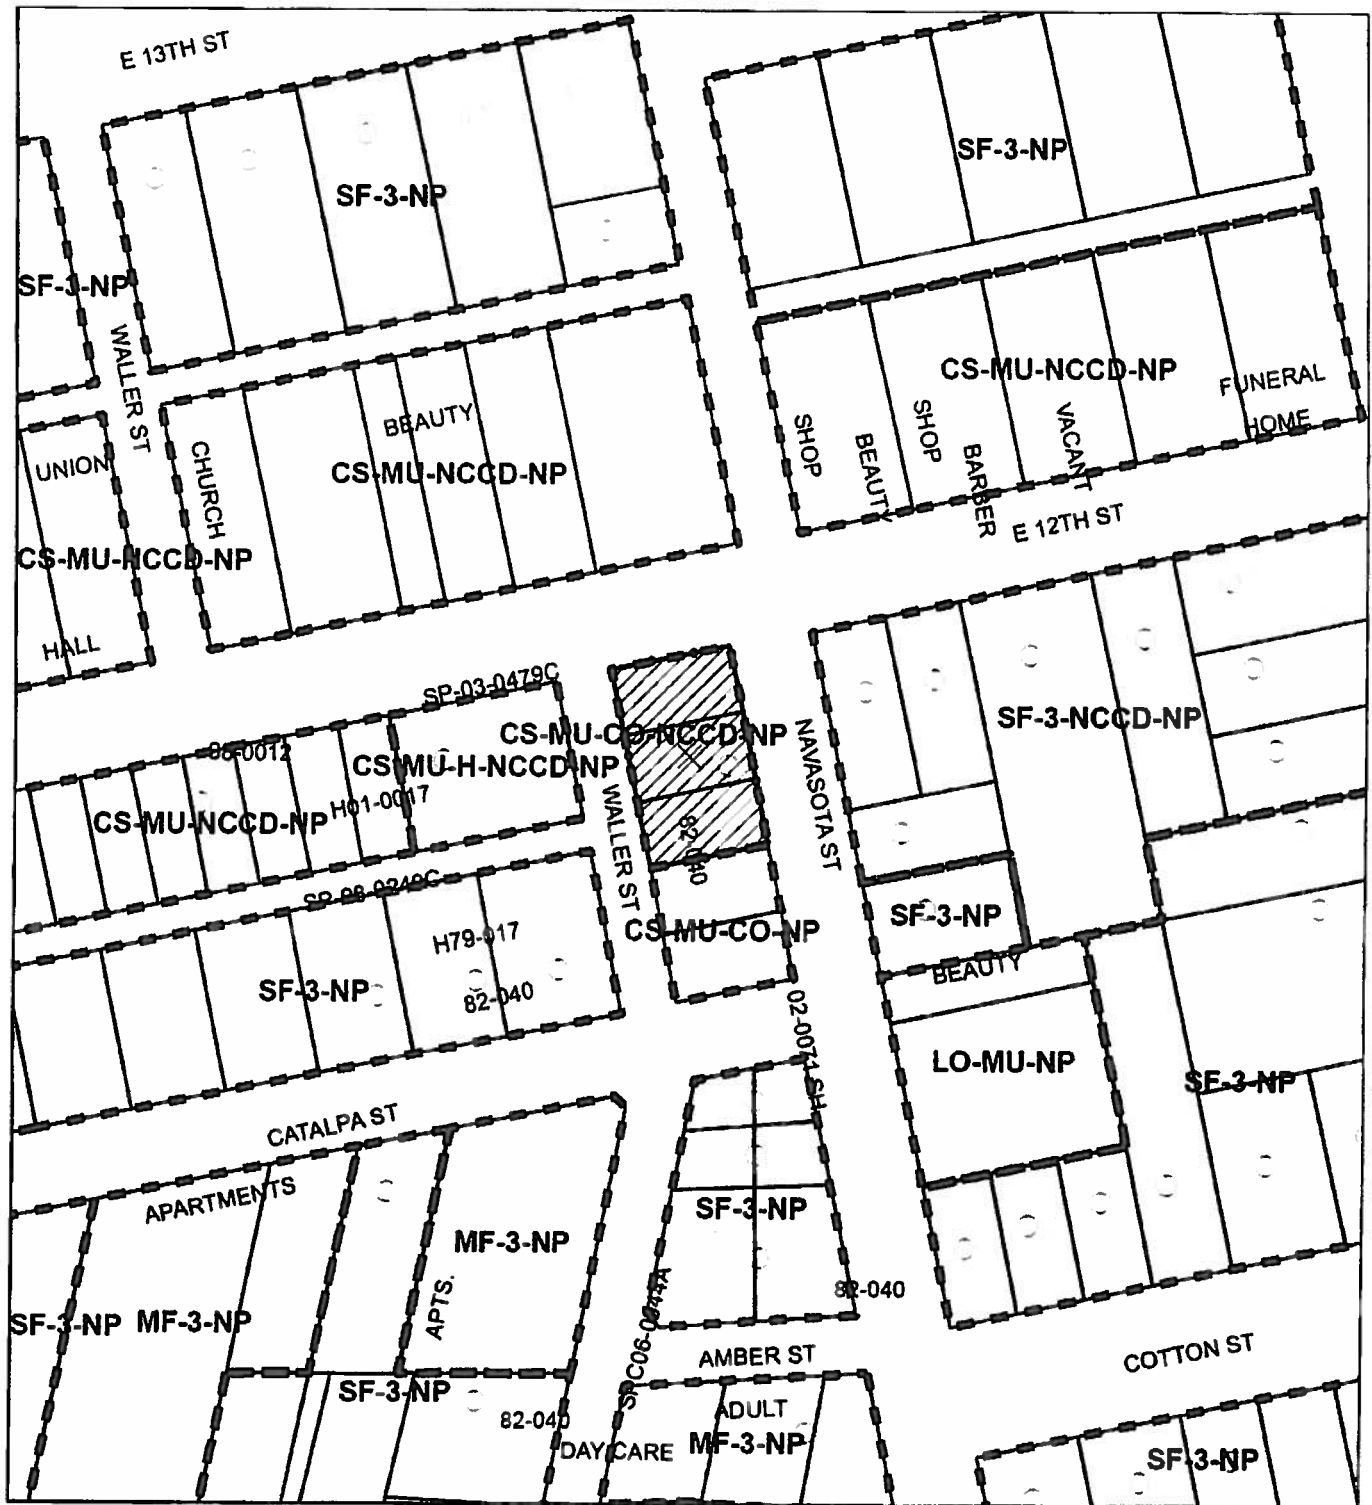 E 13TH ST
SF-3-NP
SF-3-NP
SF-3-NP
WALLER ST
CS-MU-NCCD-NP
FUNERAL
HOME
BEAUTY
SHOP
BEAUTY
SHOP
BARBER
VACANT
UNION
CHURCH
CS-MU-NCCD-NP
E 12TH ST
CS-MU-NCCD-NP
HALL
SP-03-0479C
CS-MU-CO-NCCD-NP
SF-3-NCCD-NP
CS-MU-H-NCCD-NP
H01-0017
CS-MU-NCCD-NP
WALLER ST
82-040
NAVASOTA ST
SF-3-NP
CS-MU-CO-NP
H79-017
82-040
SF-3-NP
BEAUTY
02-0071 SH
LO-MU-NP
SF-3-NP
CATALPA ST
APARTMENTS
SF-3-NP
MF-3-NP
APTS.
82-040
SF-3-NP
MF-3-NP
AMBER ST
COTTON ST
SF-3-NP
82-040
ADULT
DAY CARE
MF-3-NP
SF-3-NP